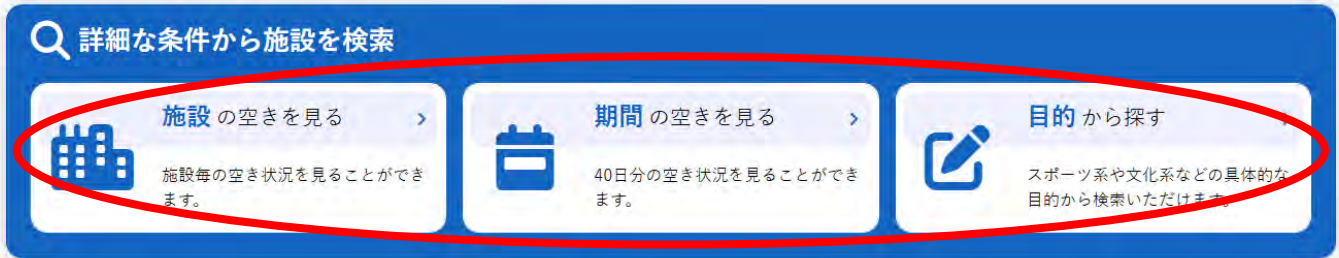 詳細な条件から施設を検索
施設 の空きを見る
施設毎の空き状況を見ることができ
ます。
期間 の空きを見る
40日分の空き状況を見ることができ
ます。
目的 から探す
スポーツ系や文化系などの具体的な
目的から検索いただけます。